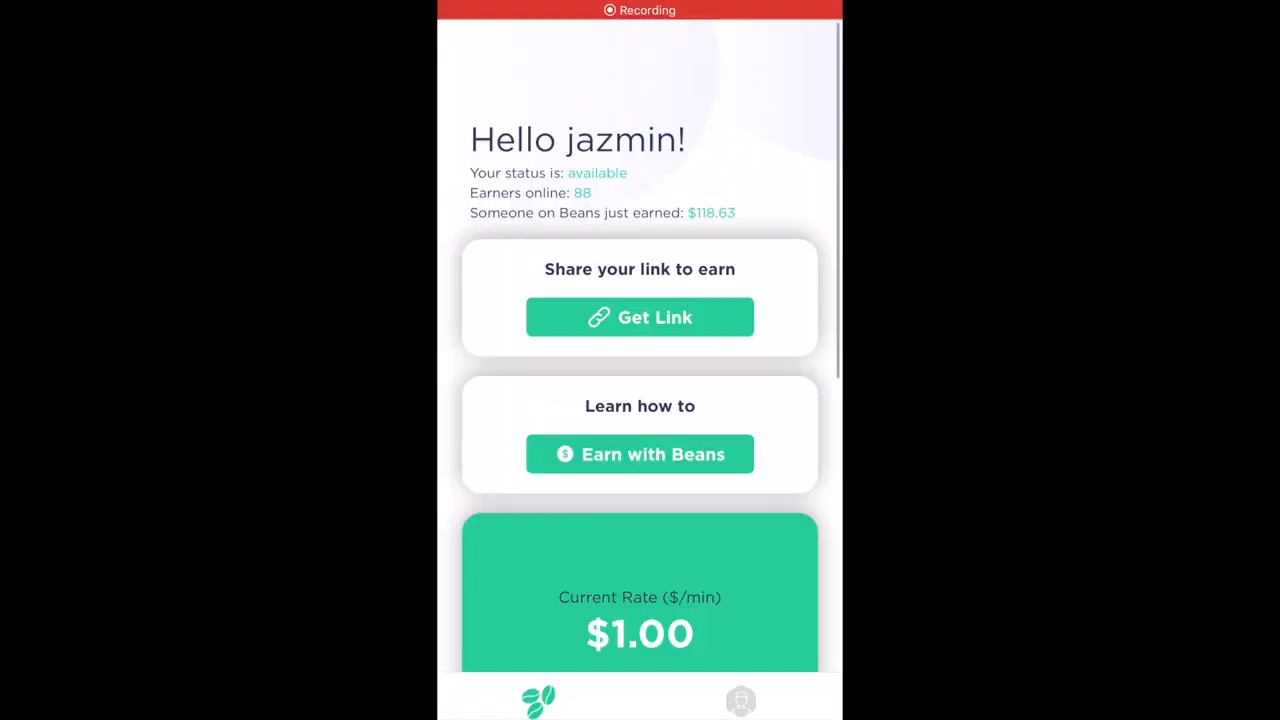 Recording
Hello jazmin!
Your status is: available
Earners online: 88
Someone on Beans just earned: $118.63
Share your link to earn
Get Link
Learn how to
Earn with Beans
Current Rate ($/min)
$1.00